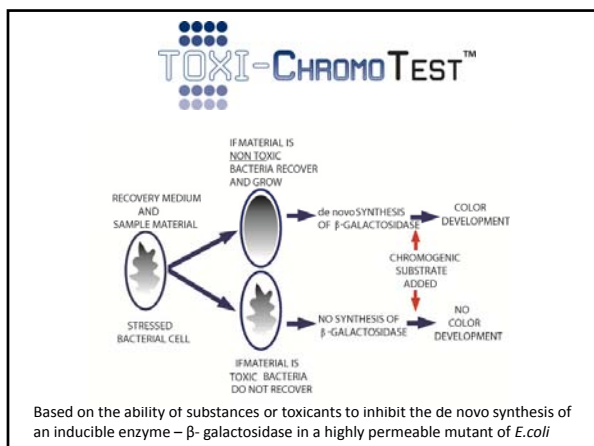 TOXI-CHROMOTEST™
IF MATERIAL IS
NON TOXIC
BACTERIA RECOVER
AND GROW
RECOVERY MEDIUM
AND
SAMPLE MATERIAL
de novo SYNTHESIS
OF β-GALACTOSIDASE
COLOR
DEVELOPMENT
CHROMOGENIC
SUBSTRATE
ADDED
STRESSED
BACTERIAL CELL
NO SYNTHESIS OF
β-GALACTOSIDASE
NO
COLOR
DEVELOPMENT
IF MATERIAL IS
TOXIC BACTERIA
DO NOT RECOVER
Based on the ability of substances or toxicants to inhibit the de novo synthesis of
an inducible enzyme – β- galactosidase in a highly permeable mutant of E.coli